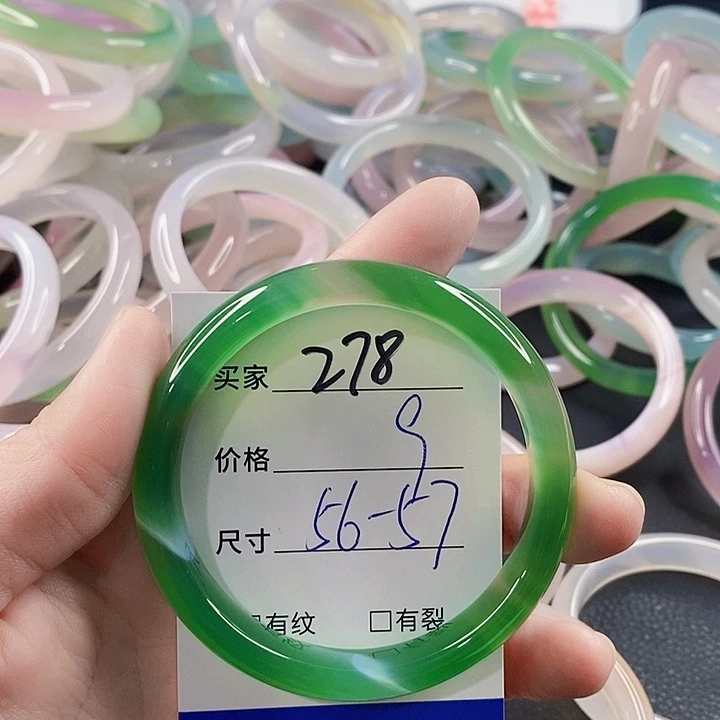 买家 278
价格 9
尺寸 56-57
□有纹 □有裂